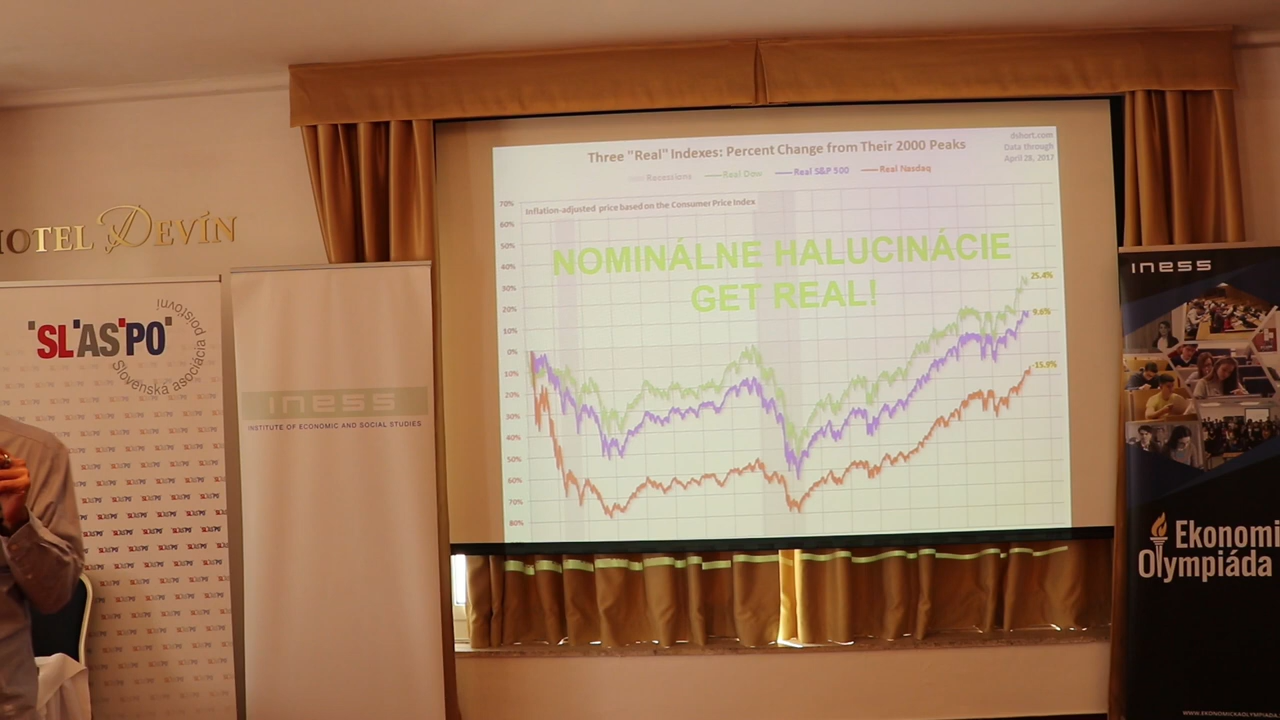 HOTEL DEVÍN
'SL'AS'PO'
Slovenská asociácia poisťovní
INESS
INSTITUTE OF ECONOMIC AND SOCIAL STUDIES
Three "Real" Indexes: Percent Change from Their 2000 Peaks
dshort.com
Data through
April 28, 2017
Recessions Real Dow Real S&P 500 Real Nasdaq
Inflation-adjusted price based on the Consumer Price Index
NOMINÁLNE HALUCINÁCIE
GET REAL!
70%
60%
50%
40%
30%
20%
10%
0%
10%
20%
30%
40%
50%
60%
70%
80%
25.4%
9.6%
-15.9%
INESS
Ekonomi
Olympiáda